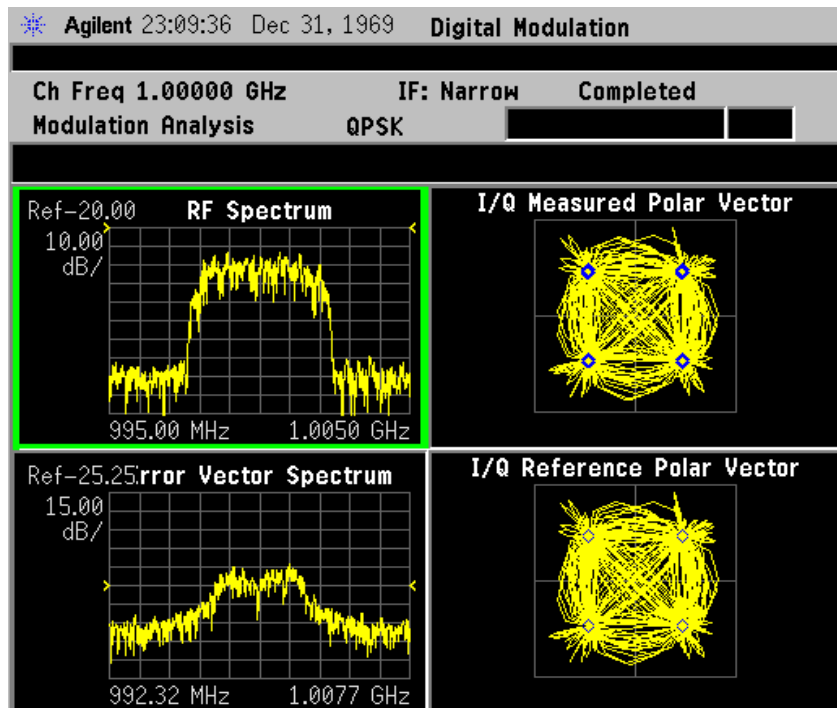 Agilent 23:09:36 Dec 31, 1969 Digital Modulation
Ch Freq 1.00000 GHz IF: Narrow Completed
Modulation Analysis QPSK
Ref-20.00 RF Spectrum
10.00
dB/
995.00 MHz 1.0050 GHz
I/Q Measured Polar Vector
Ref-25.25 rror Vector Spectrum
15.00
dB/
992.32 MHz 1.0077 GHz
I/Q Reference Polar Vector